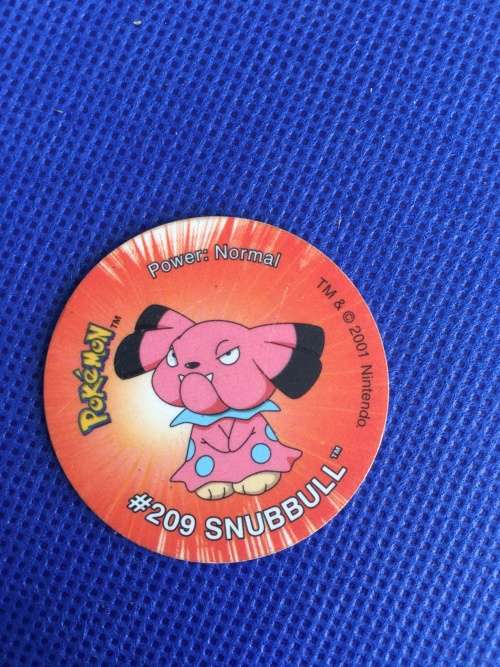 Power: Normal
POKéMON™
TM & © 2001 Nintendo.
#209 SNUBBULL™